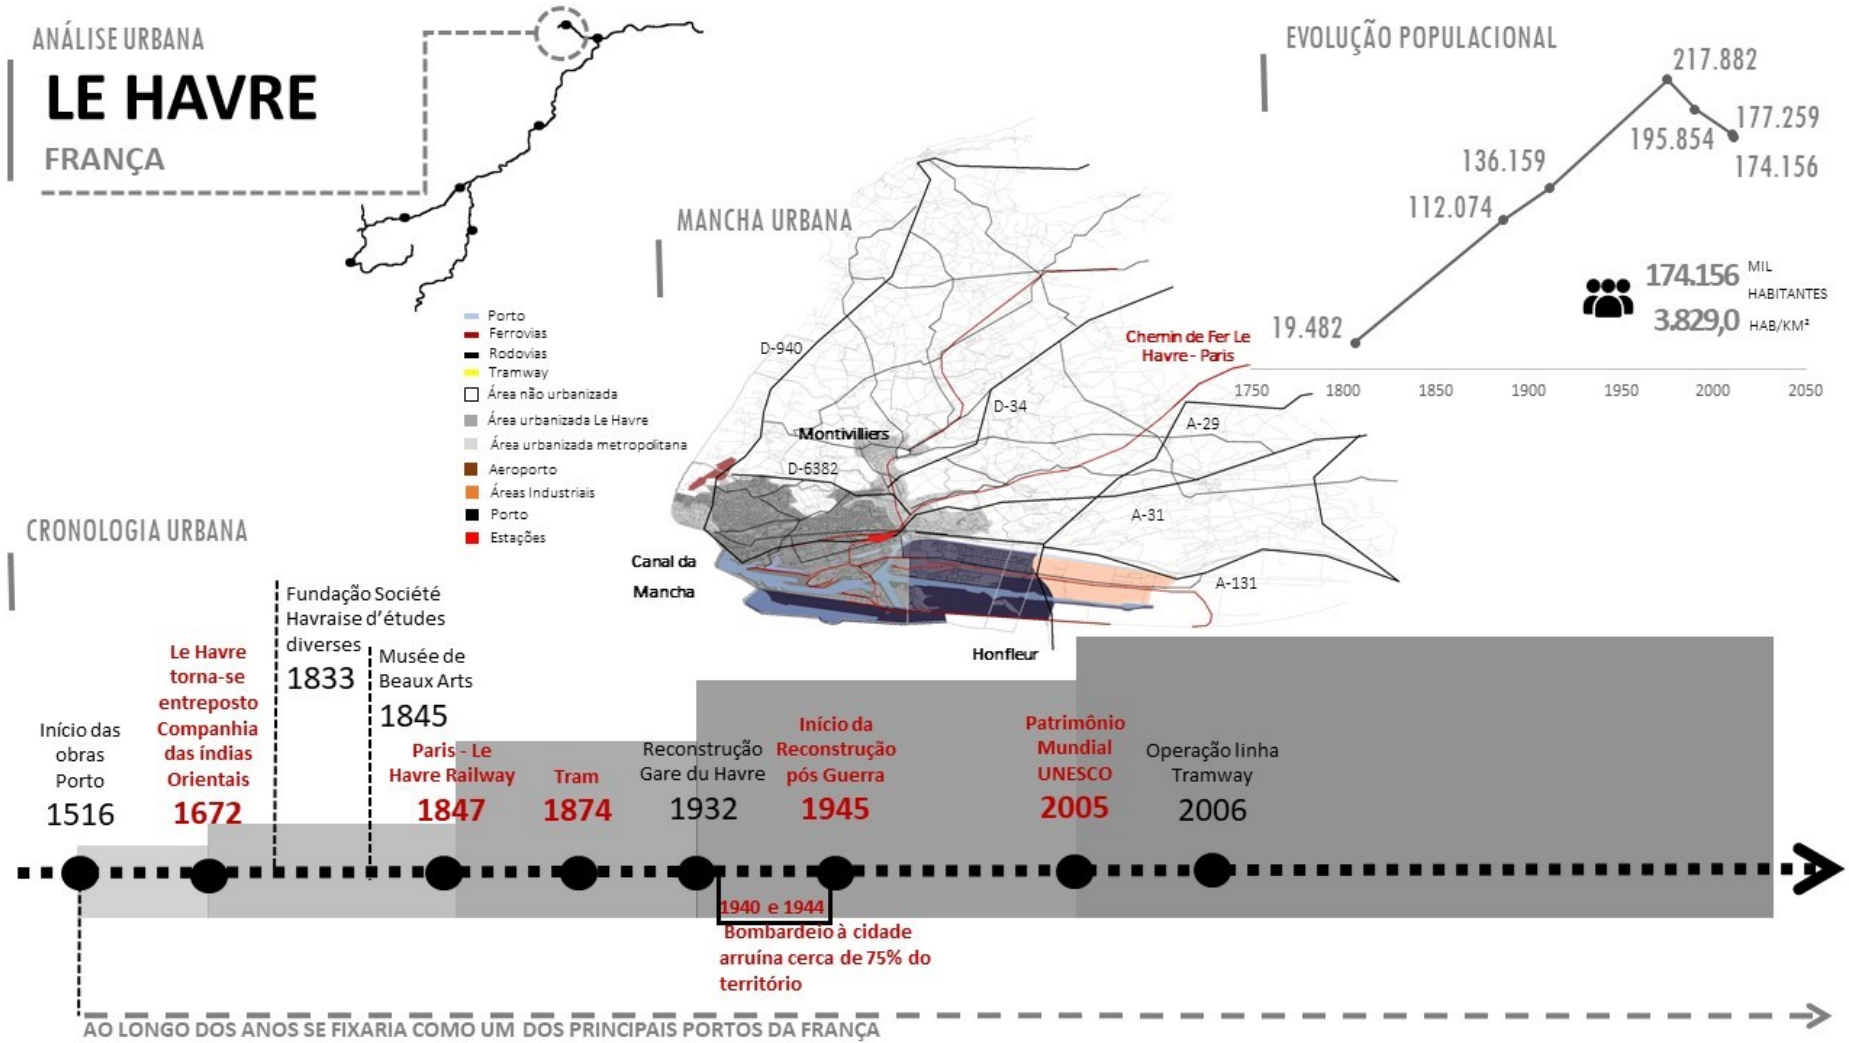 ANÁLISE URBANA
LE HAVRE
FRANÇA
EVOLUÇÃO POPULACIONAL
217.882
177.259
195.854
174.156
136.159
112.074
19.482
174.156 MIL HABITANTES
3.829,0 HAB/KM²
1750 1800 1850 1900 1950 2000 2050
MANCHA URBANA
Porto
Ferrovias
Rodovias
Tramway
Área não urbanizada
Área urbanizada Le Havre
Área urbanizada metropolitana
Aeroporto
Áreas Industriais
Porto
Estações
D-940
Chemin de Fer Le
Havre - Paris
D-34
A-29
Montivilliers
D-6382
A-31
A-131
Canal da
Mancha
Honfleur
CRONOLOGIA URBANA
Início das
obras
Porto
1516
Le Havre
torna-se
entreposto
Companhia
das índias
Orientais
1672
Fundação Société
Havraise d'études
diverses
1833
Musée de
Beaux Arts
1845
Paris - Le
Havre Railway
1847
Tram
1874
Reconstrução
Gare du Havre
1932
Início da
Reconstrução
pós Guerra
1945
Patrimônio
Mundial
UNESCO
2005
Operação linha
Tramway
2006
1940 e 1944
Bombardeio à cidade
arruína cerca de 75% do
território
AO LONGO DOS ANOS SE FIXARIA COMO UM DOS PRINCIPAIS PORTOS DA FRANÇA